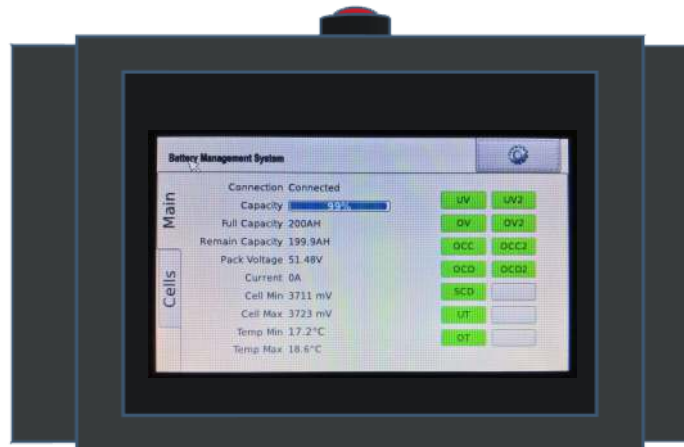 Battery Management System
Main
Cells
Connection Connected
Capacity 99%
Full Capacity 200AH
Remain Capacity 199.9AH
Pack Voltage 51.48V
Current 0A
Cell Min 3711 mV
Cell Max 3723 mV
Temp Min 17.2°C
Temp Max 18.6°C
UV UV2
OV OV2
OCC OCC2
OCD OCD2
SCD
UT
OT